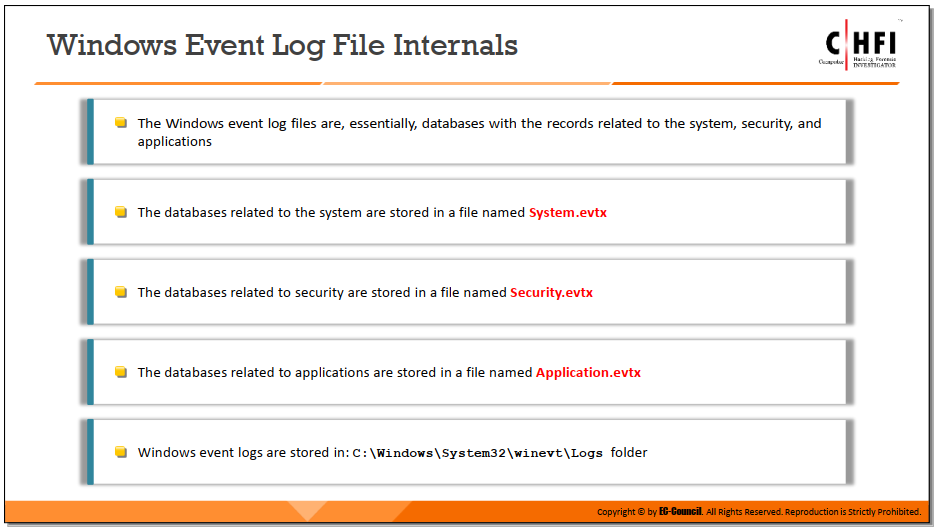 Windows Event Log File Internals
C HFI
Computer Hacking Forensic
INVESTIGATOR
The Windows event log files are, essentially, databases with the records related to the system, security, and
applications
The databases related to the system are stored in a file named System.evtx
The databases related to security are stored in a file named Security.evtx
The databases related to applications are stored in a file named Application.evtx
Windows event logs are stored in: C:\Windows\System32\winevt\Logs folder
Copyright © by EC-Council. All Rights Reserved. Reproduction is Strictly Prohibited.